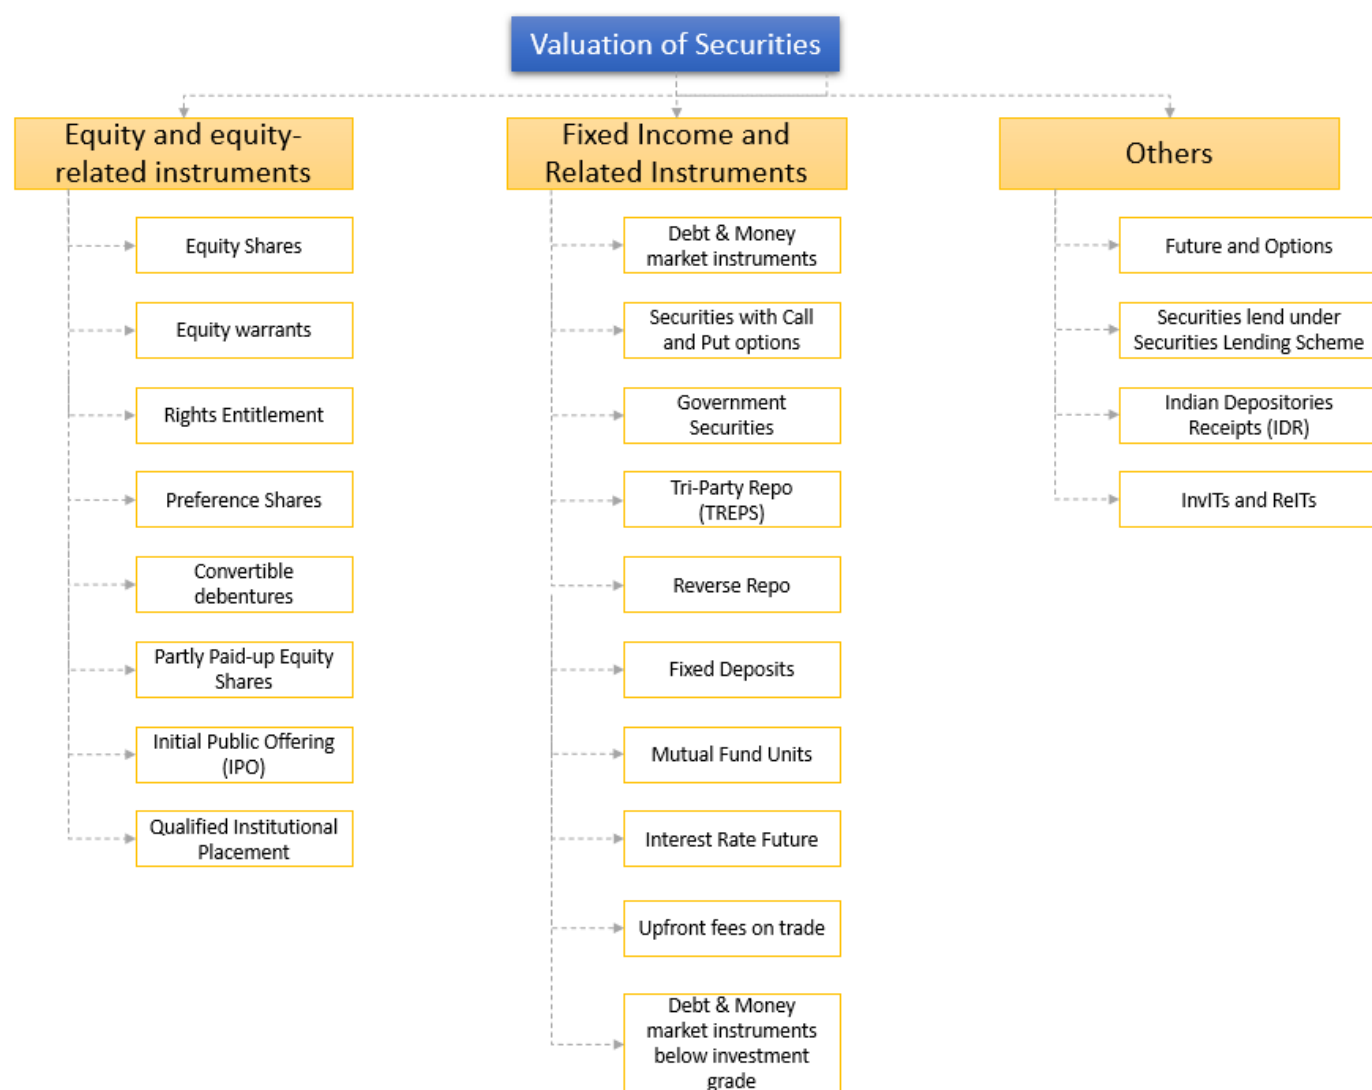 Valuation of Securities
Equity and equity-
related instruments
Equity Shares
Equity warrants
Rights Entitlement
Preference Shares
Convertible
debentures
Partly Paid-up Equity
Shares
Initial Public Offering
(IPO)
Qualified Institutional
Placement
Fixed Income and
Related Instruments
Debt & Money
market instruments
Securities with Call
and Put options
Government
Securities
Tri-Party Repo
(TREPS)
Reverse Repo
Fixed Deposits
Mutual Fund Units
Interest Rate Future
Upfront fees on trade
Debt & Money
market instruments
below investment
grade
Others
Future and Options
Securities lend under
Securities Lending Scheme
Indian Depositories
Receipts (IDR)
InvITs and ReITs